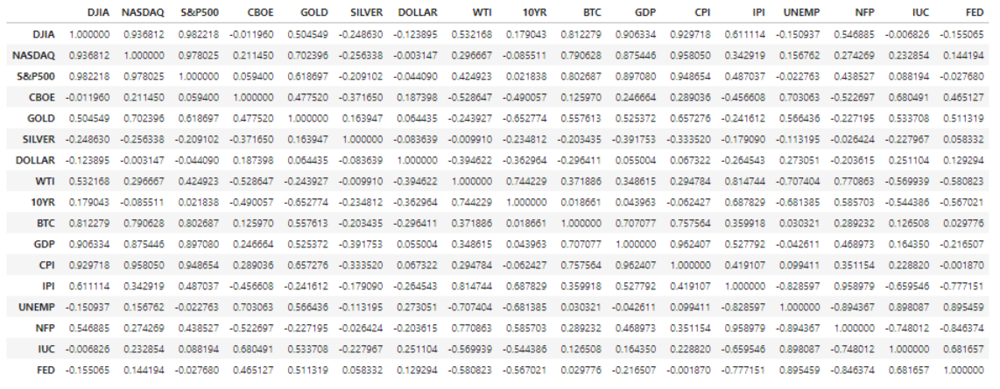 DJIA NASDAQ S&P500 CBOE GOLD SILVER DOLLAR WTI 10YR BTC GDP CPI IPI UNEMP NFP IUC FED
DJIA 1.000000 0.936812 0.982218 -0.011960 0.504549 -0.248630 -0.123895 0.532168 0.179043 0.812279 0.906334 0.929718 0.611114 -0.150937 0.546885 -0.006826 -0.155065
NASDAQ 0.936812 1.000000 0.978025 0.211450 0.702396 -0.256338 -0.003147 0.296667 -0.085511 0.790628 0.875446 0.958050 0.342919 0.156762 0.274269 0.232854 0.144194
S&P500 0.982218 0.978025 1.000000 0.059400 0.618697 -0.209102 -0.044090 0.424923 0.021838 0.802687 0.897080 0.948654 0.487037 -0.022763 0.438527 0.088194 -0.027680
CBOE -0.011960 0.211450 0.059400 1.000000 0.477520 -0.371650 0.187398 -0.528647 -0.490057 0.125970 0.246664 0.289036 -0.456608 0.703063 -0.522697 0.680491 0.465127
GOLD 0.504549 0.702396 0.618697 0.477520 1.000000 0.163947 0.064435 -0.243927 -0.652774 0.557613 0.525372 0.657276 -0.241612 0.566436 -0.227195 0.533708 0.511319
SILVER -0.248630 -0.256338 -0.209102 -0.371650 0.163947 1.000000 -0.083639 -0.009910 -0.234812 -0.203435 -0.391753 -0.333520 -0.179090 -0.113195 -0.026424 -0.227967 0.058332
DOLLAR -0.123895 -0.003147 -0.044090 0.187398 0.064435 -0.083639 1.000000 -0.394622 -0.362964 -0.296411 0.055004 0.067322 -0.264543 0.273051 -0.203615 0.251104 0.129294
WTI 0.532168 0.296667 0.424923 -0.528647 -0.243927 -0.009910 -0.394622 1.000000 0.744229 0.371886 0.348615 0.294784 0.814744 -0.707404 0.770863 -0.569939 -0.580823
10YR 0.179043 -0.085511 0.021838 -0.490057 -0.652774 -0.234812 -0.362964 0.744229 1.000000 0.018661 0.043963 -0.062427 0.687829 -0.681385 0.585703 -0.544386 -0.567021
BTC 0.812279 0.790628 0.802687 0.125970 0.557613 -0.203435 -0.296411 0.371886 0.018661 1.000000 0.707077 0.757564 0.359918 0.030321 0.289232 0.126508 0.029776
GDP 0.906334 0.875446 0.897080 0.246664 0.525372 -0.391753 0.055004 0.348615 0.043963 0.707077 1.000000 0.962407 0.527792 -0.042611 0.468973 0.164350 -0.216507
CPI 0.929718 0.958050 0.948654 0.289036 0.657276 -0.333520 0.067322 0.294784 -0.062427 0.757564 0.962407 1.000000 0.419107 0.099411 0.351154 0.228820 -0.001870
IPI 0.611114 0.342919 0.487037 -0.456608 -0.241612 -0.179090 -0.264543 0.814744 0.687829 0.359918 0.527792 0.419107 1.000000 -0.828597 0.958979 -0.659546 -0.777151
UNEMP -0.150937 0.156762 -0.022763 0.703063 0.566436 -0.113195 0.273051 -0.707404 -0.681385 0.030321 -0.042611 0.099411 -0.828597 1.000000 -0.894367 0.898087 0.895459
NFP 0.546885 0.274269 0.438527 -0.522697 -0.227195 -0.026424 -0.203615 0.770863 0.585703 0.289232 0.468973 0.351154 0.958979 -0.894367 1.000000 -0.748012 -0.846374
IUC -0.006826 0.232854 0.088194 0.680491 0.533708 -0.227967 0.251104 -0.569939 -0.544386 0.126508 0.164350 0.228820 -0.659546 0.898087 -0.748012 1.000000 0.681657
FED -0.155065 0.144194 -0.027680 0.465127 0.511319 0.058332 0.129294 -0.580823 -0.567021 0.029776 -0.216507 -0.001870 -0.777151 0.895459 -0.846374 0.681657 1.000000